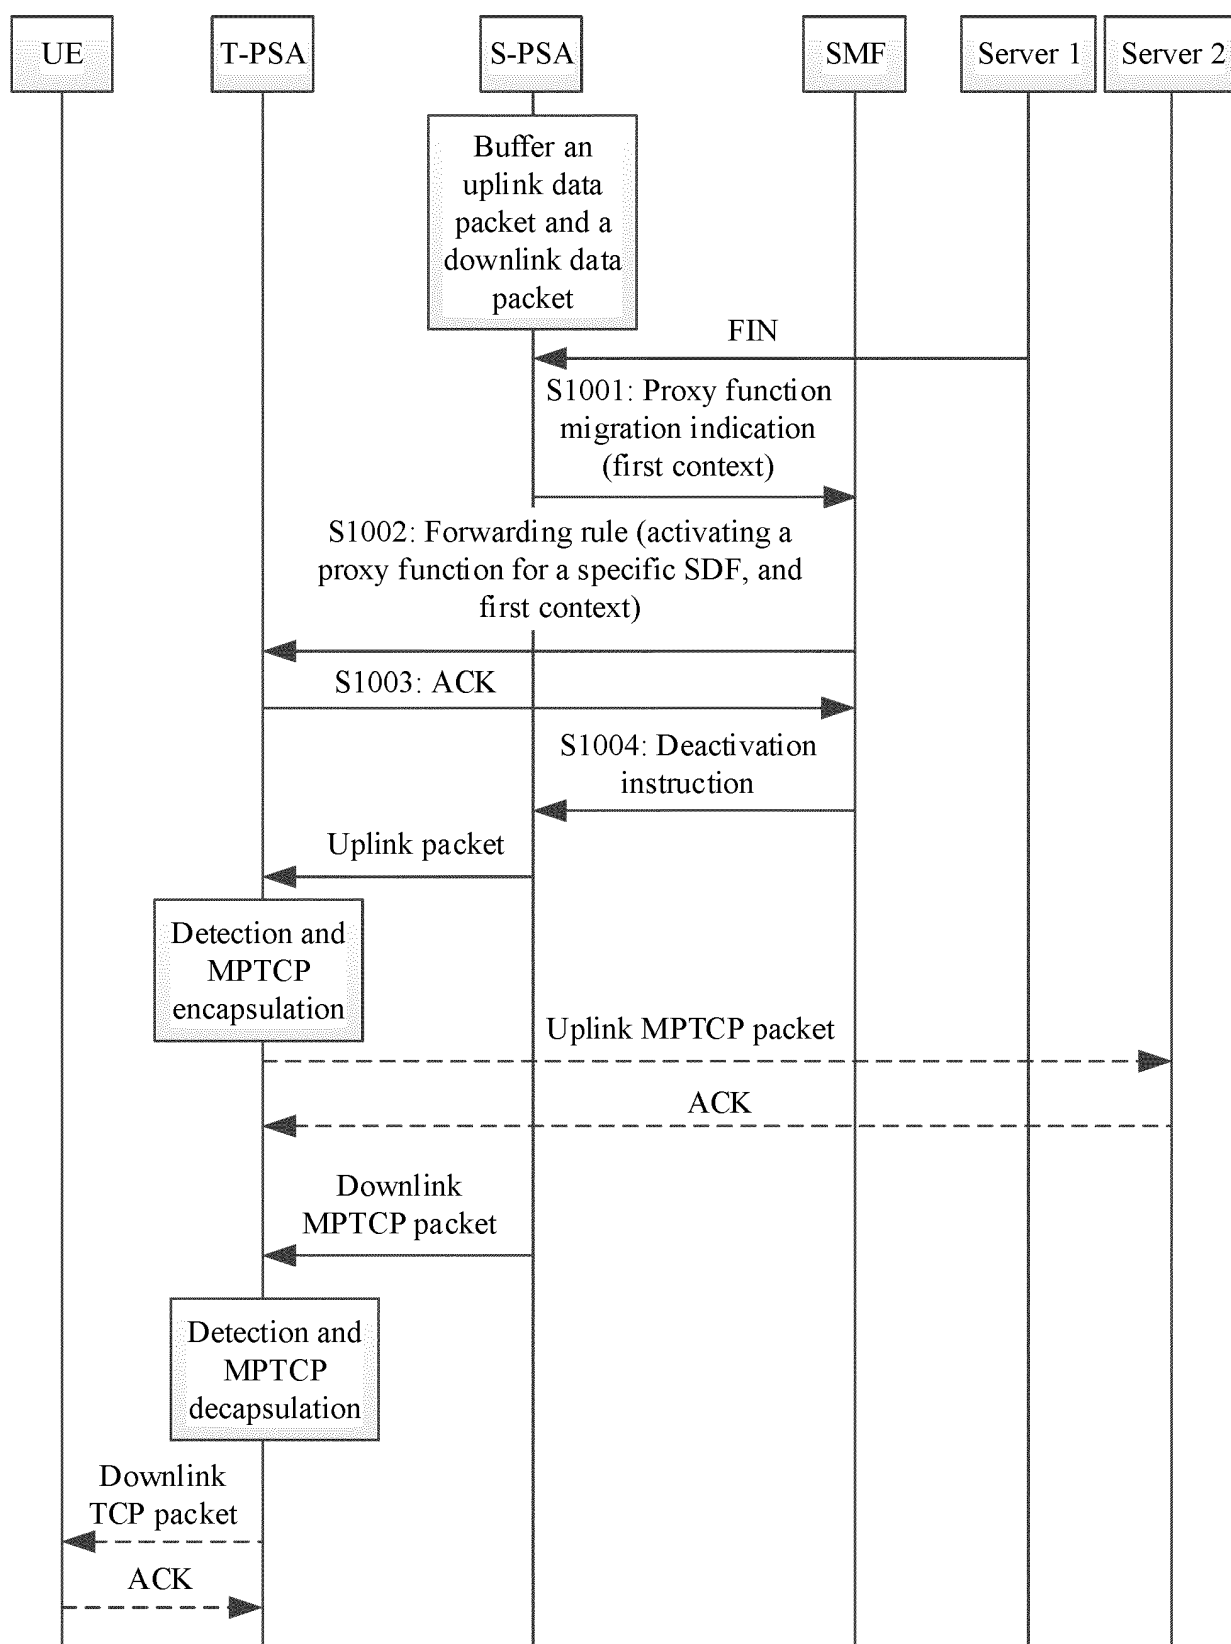 UE
T-PSA
S-PSA
SMF
Server 1
Server 2
Buffer an
uplink data
packet and a
downlink data
packet
FIN
S1001: Proxy function
migration indication
(first context)
S1002: Forwarding rule (activating a
proxy function for a specific SDF, and
first context)
S1003: ACK
S1004: Deactivation
instruction
Uplink packet
Detection and
MPTCP
encapsulation
Uplink MPTCP packet
ACK
Downlink
MPTCP packet
Detection and
MPTCP
decapsulation
Downlink
TCP packet
ACK